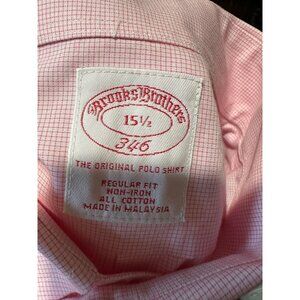 Brooks Brothers
15½
346
THE ORIGINAL POLO SHIRT
REGULAR FIT
NON-IRON
ALL COTTON
MADE IN MALAYSIA